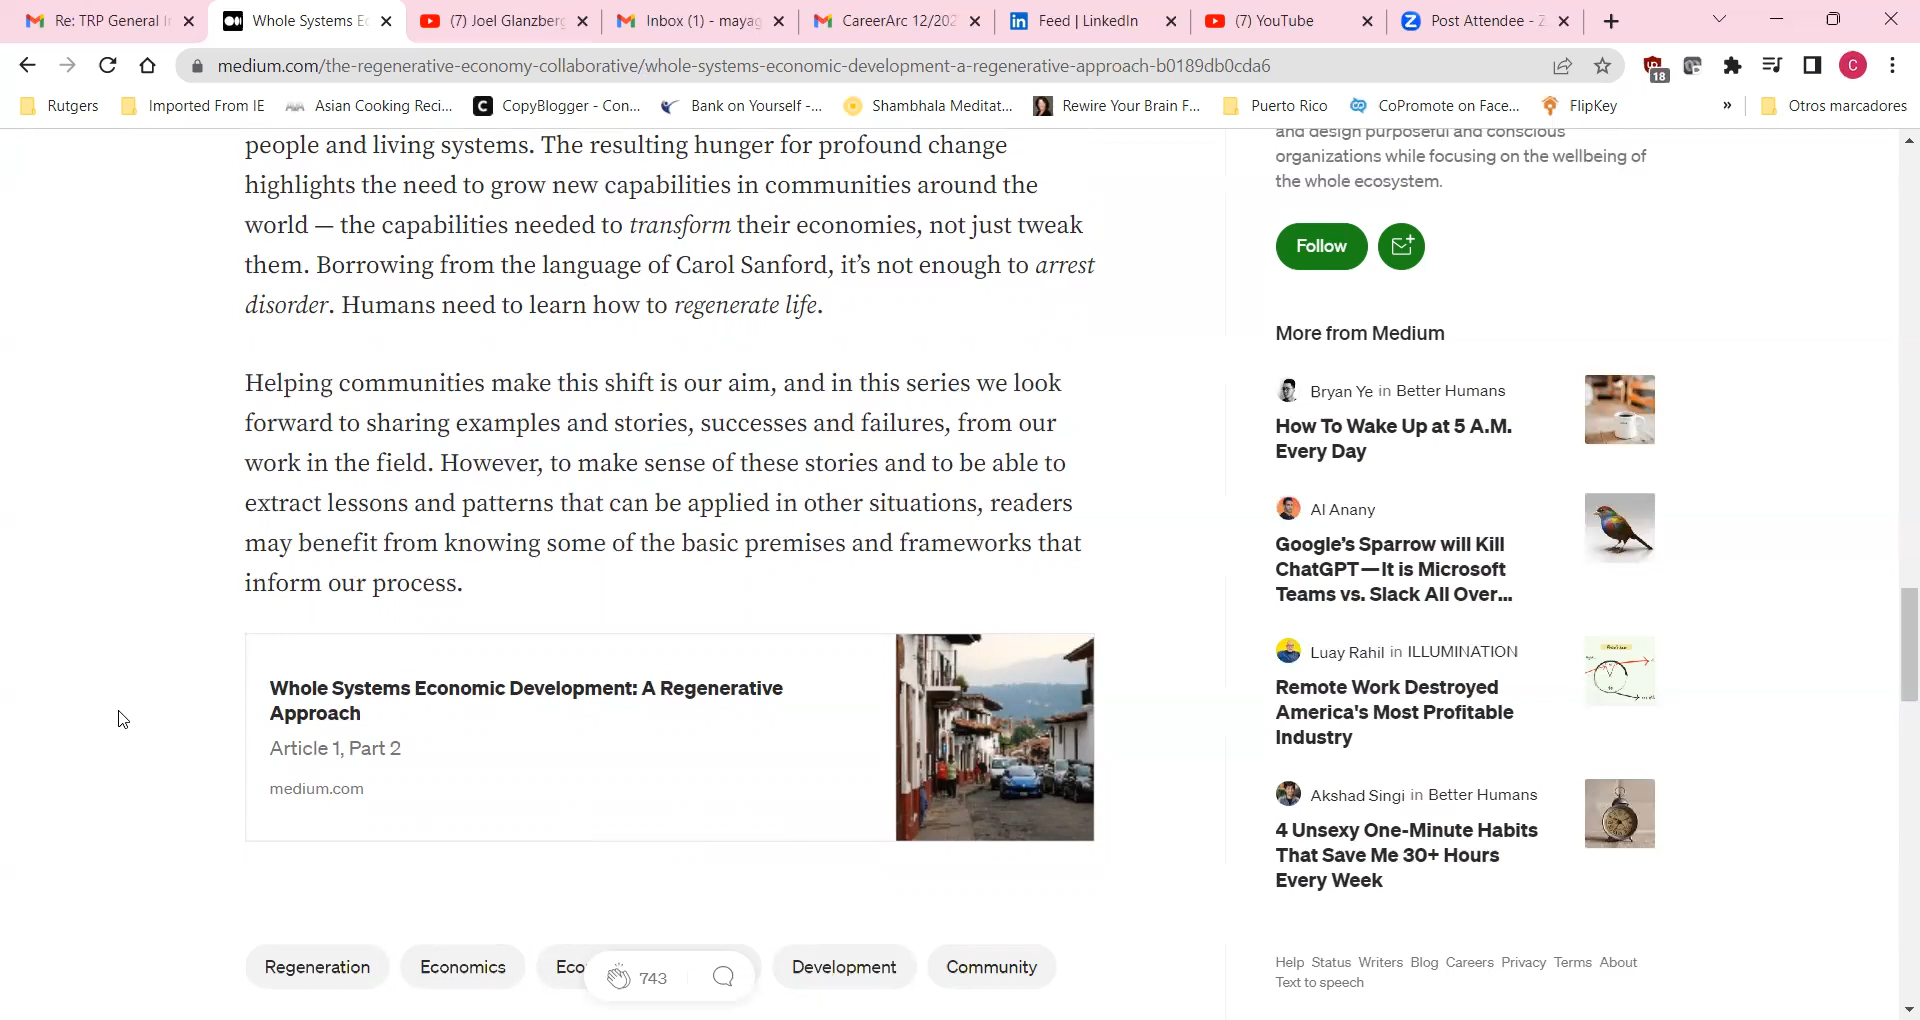 Re: TRP General I
Whole Systems E
(7) Joel Glanzberg
Inbox (1) - mayag
CareerArc 12/202
Feed | LinkedIn
(7) YouTube
Post Attendee - Z
medium.com/the-regenerative-economy-collaborative/whole-systems-economic-development-a-regenerative-approach-b0189db0cda6
18
C
Rutgers
Imported From IE
Asian Cooking Reci...
CopyBlogger - Con...
Bank on Yourself -...
Shambhala Meditat...
Rewire Your Brain F...
Puerto Rico
CoPromote on Face...
FlipKey
»
Otros marcadores
people and living systems. The resulting hunger for profound change
highlights the need to grow new capabilities in communities around the
world — the capabilities needed to transform their economies, not just tweak
them. Borrowing from the language of Carol Sanford, it’s not enough to arrest
disorder. Humans need to learn how to regenerate life.
Helping communities make this shift is our aim, and in this series we look
forward to sharing examples and stories, successes and failures, from our
work in the field. However, to make sense of these stories and to be able to
extract lessons and patterns that can be applied in other situations, readers
may benefit from knowing some of the basic premises and frameworks that
inform our process.
Whole Systems Economic Development: A Regenerative
Approach
Article 1, Part 2
medium.com
Regeneration
Economics
Eco
743
Development
Community
and design purposeful and conscious
organizations while focusing on the wellbeing of
the whole ecosystem.
Follow
More from Medium
Bryan Ye in Better Humans
How To Wake Up at 5 A.M.
Every Day
Al Anany
Google’s Sparrow will Kill
ChatGPT—It is Microsoft
Teams vs. Slack All Over...
Luay Rahil in ILLUMINATION
Remote Work Destroyed
America's Most Profitable
Industry
Akshad Singi in Better Humans
4 Unsexy One-Minute Habits
That Save Me 30+ Hours
Every Week
Help Status Writers Blog Careers Privacy Terms About
Text to speech